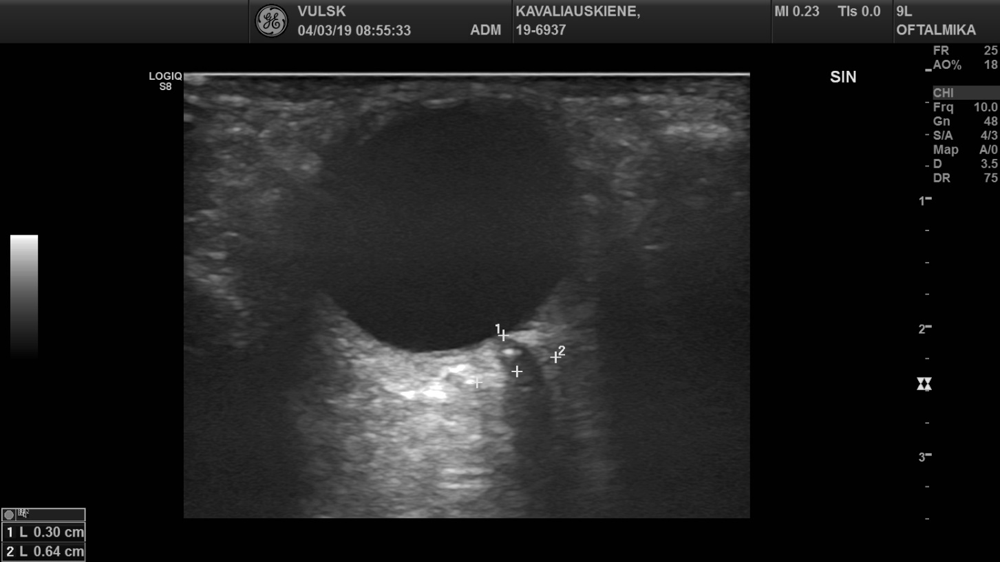 VULSK
04/03/19 08:55:33 ADM
KAVALIAUSKIENE,
19-6937
MI 0.23 TIs 0.0
9L
OFTALMIKA
LOGIQ
S8
SIN
FR 25
AO% 18
CHI
Frq 10.0
Gn 48
S/A 4/3
Map A/0
D 3.5
DR 75
1
2
3
1
2
1 L 0.30 cm
2 L 0.64 cm